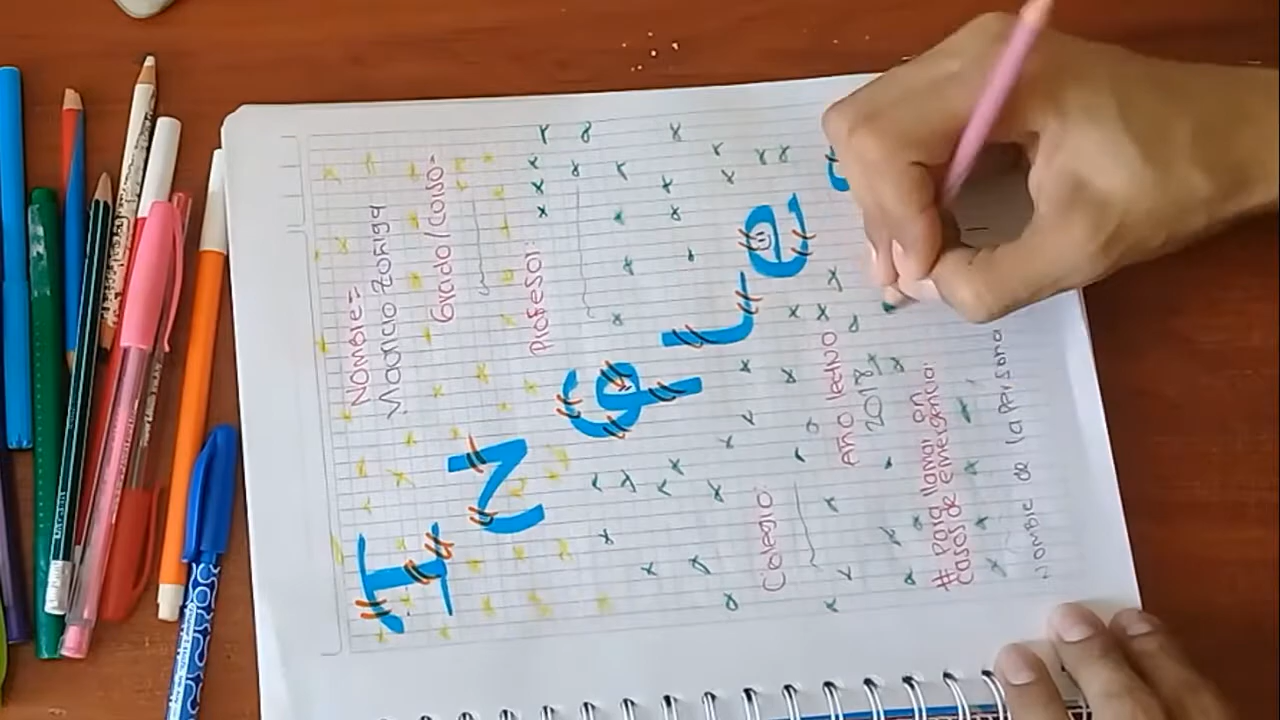 Nombre=
Mauricio Zuñiga
Grado/Curso-
Profesor:
I N g L e
Colegio:
Año lectivo
2018
# Para llamar en
casos de emergencia:
Nombre de la persona